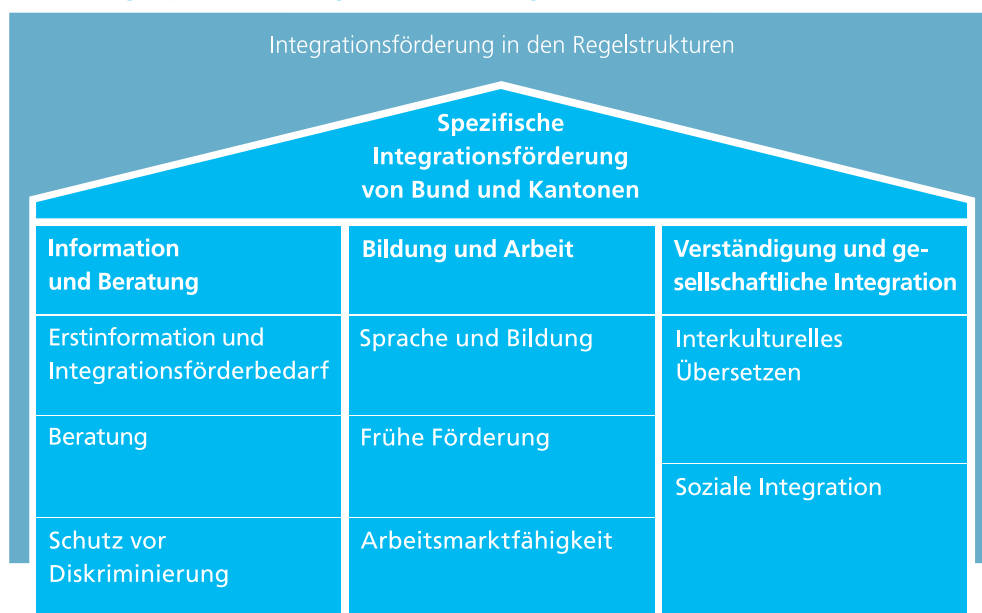 Integrationsförderung in den Regelstrukturen
Spezifische
Integrationsförderung
von Bund und Kantonen
Information
und Beratung
Erstinformation und
Integrationsförderbedarf
Beratung
Schutz vor
Diskriminierung
Bildung und Arbeit
Sprache und Bildung
Frühe Förderung
Arbeitsmarktfähigkeit
Verständigung und ge-
sellschaftliche Integration
Interkulturelles
Übersetzen
Soziale Integration